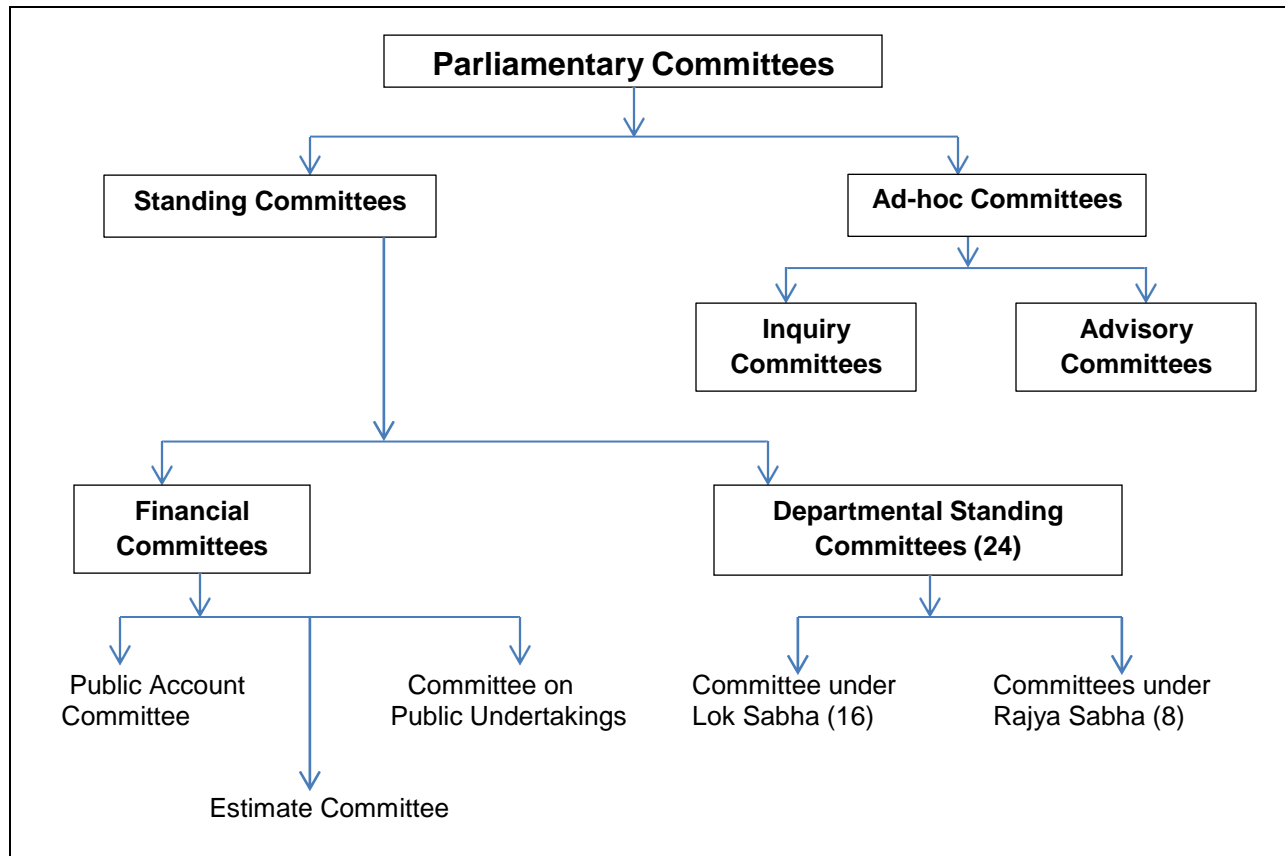 Parliamentary Committees
Standing Committees
Ad-hoc Committees
Inquiry
Committees
Advisory
Committees
Financial
Committees
Departmental Standing
Committees (24)
Public Account
Committee
Committee on
Public Undertakings
Committee under
Lok Sabha (16)
Committees under
Rajya Sabha (8)
Estimate Committee